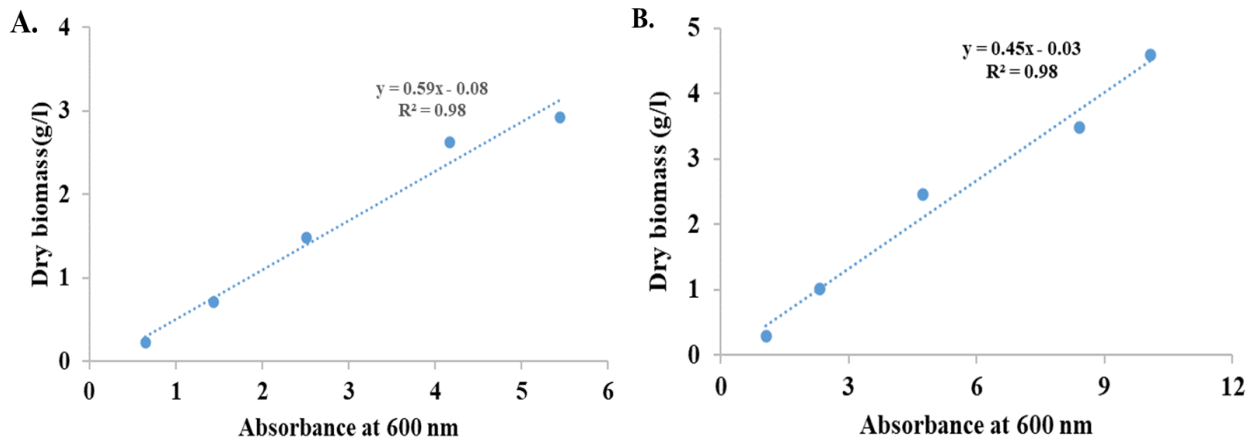 A.
4
3
2
1
0
0 1 2 3 4 5 6
Dry biomass(g/l)
y = 0.59x - 0.08
R² = 0.98
Absorbance at 600 nm
B.
5
4
3
2
1
0
0 3 6 9 12
Dry biomass (g/l)
y = 0.45x - 0.03
R² = 0.98
Absorbance at 600 nm